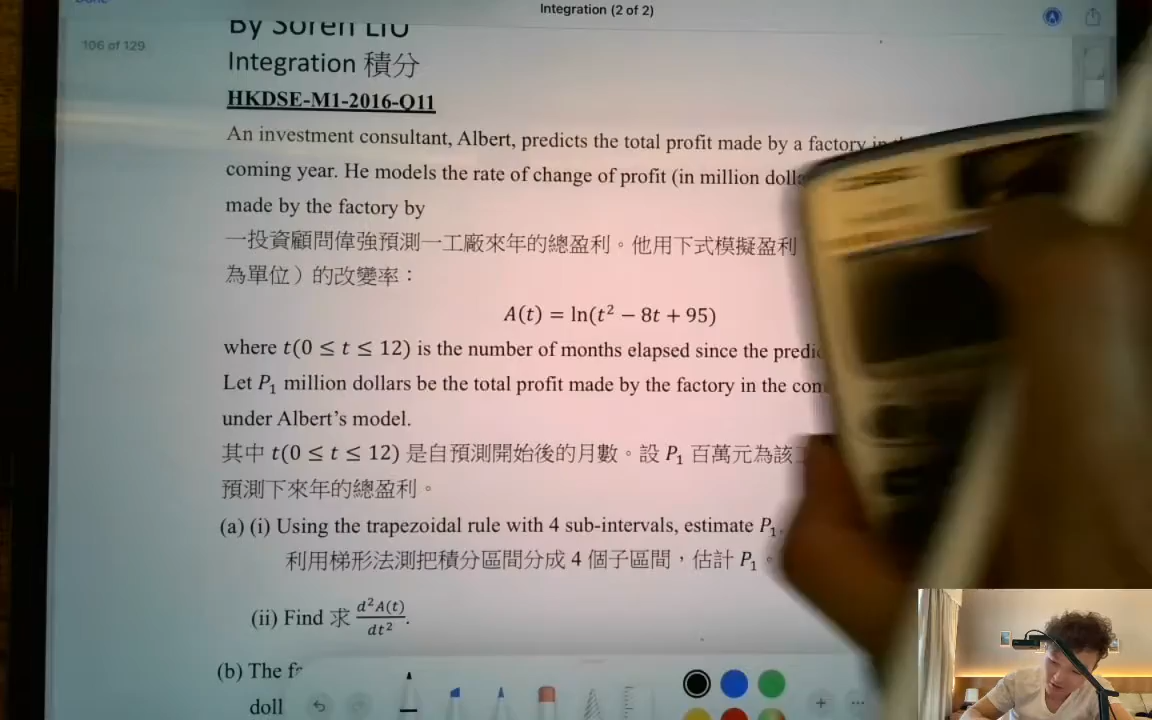 Integration (2 of 2)
106 of 129
By Soren LIU
Integration 積分
HKDSE-M1-2016-Q11
An investment consultant, Albert, predicts the total profit made by a factory in
coming year. He models the rate of change of profit (in million
made by the factory by
一投資顧問偉強預測一工廠來年的總盈利。他用下式模擬盈利
為單位）的改變率：
A(t) = ln(t² − 8t + 95)
where t(0 ≤ t ≤ 12) is the number of months elapsed since the
Let P₁ million dollars be the total profit made by the factory in the
under Albert’s model.
其中 t(0 ≤ t ≤ 12) 是自預測開始後的月數。設 P₁ 百萬元為該
預測下來年的總盈利。
(a) (i) Using the trapezoidal rule with 4 sub-intervals, estimate P₁.
利用梯形法測把積分區間分成 4 個子區間，估計 P₁。
(ii) Find 求 d²A(t)/dt².
(b) The
doll